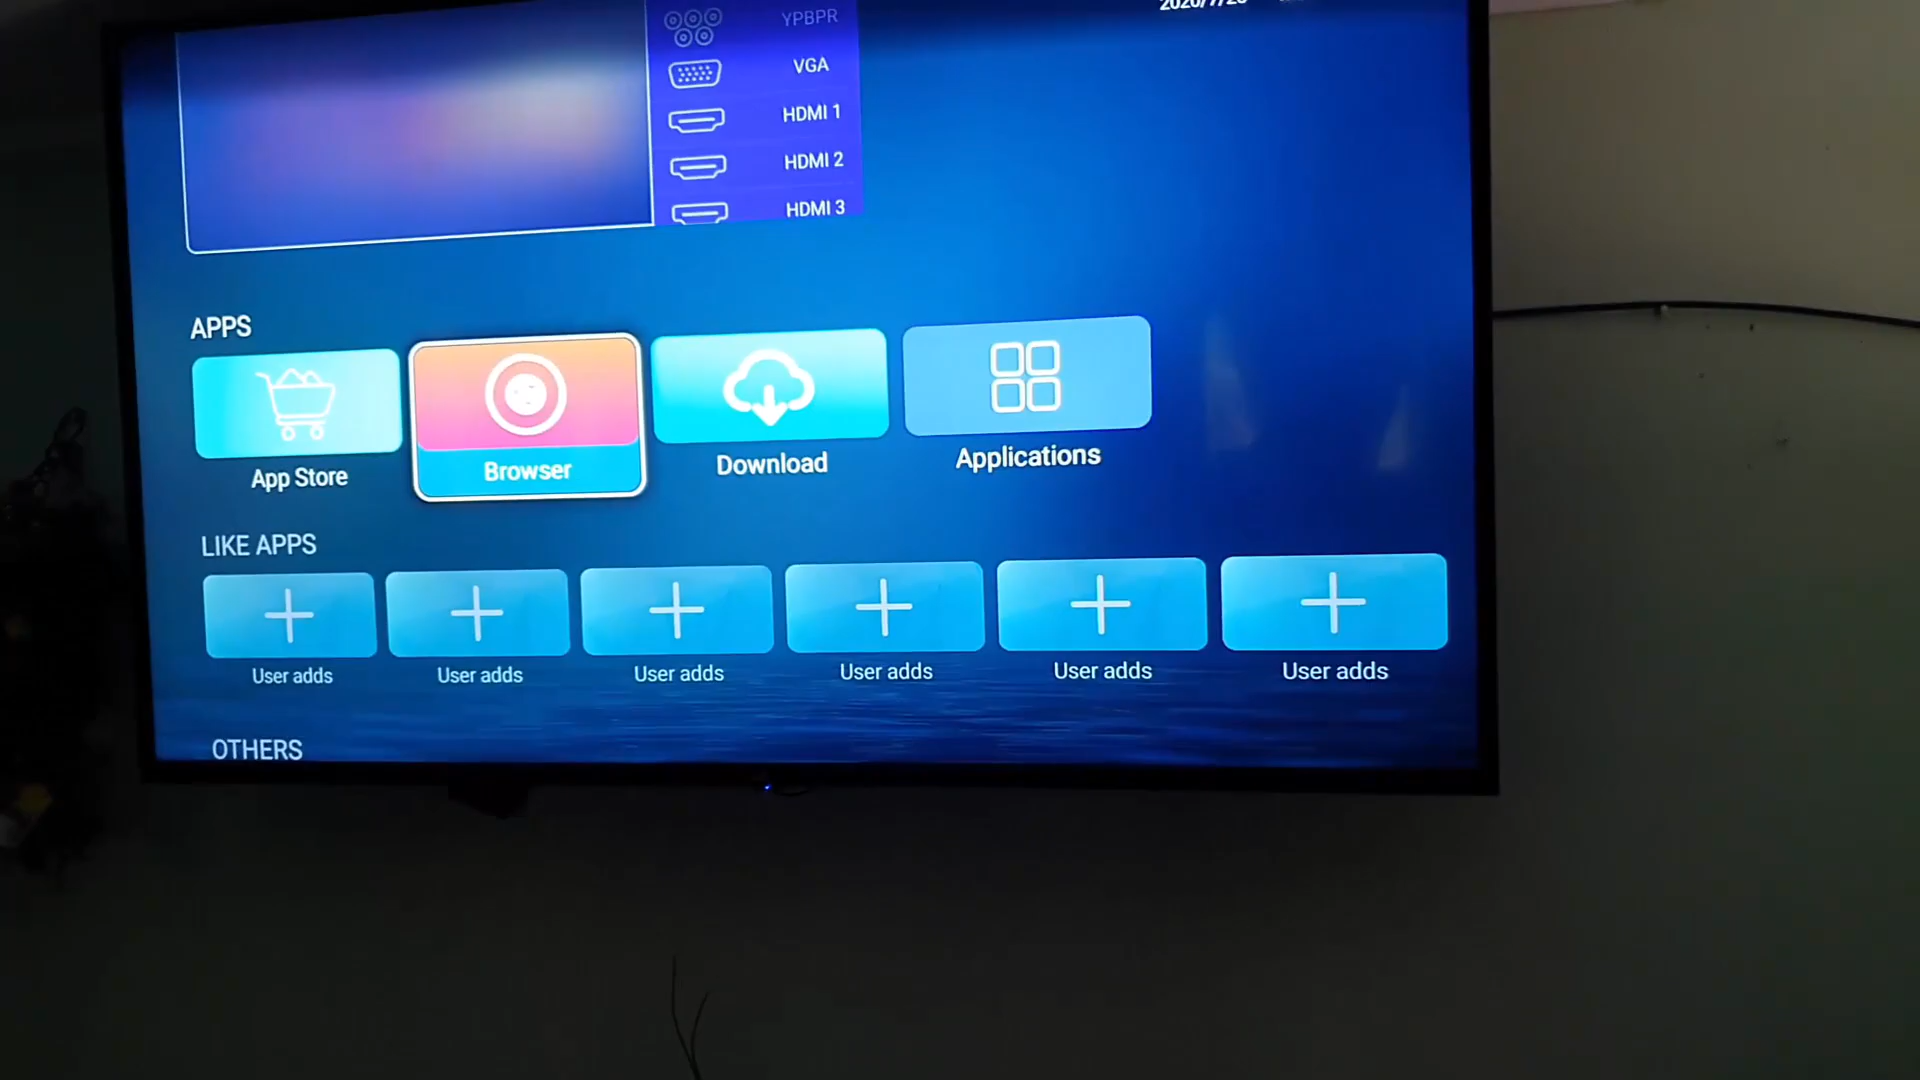 YPBPR
VGA
HDMI 1
HDMI 2
HDMI 3
APPS
App Store
Browser
Download
Applications
LIKE APPS
User adds
User adds
User adds
User adds
User adds
User adds
OTHERS